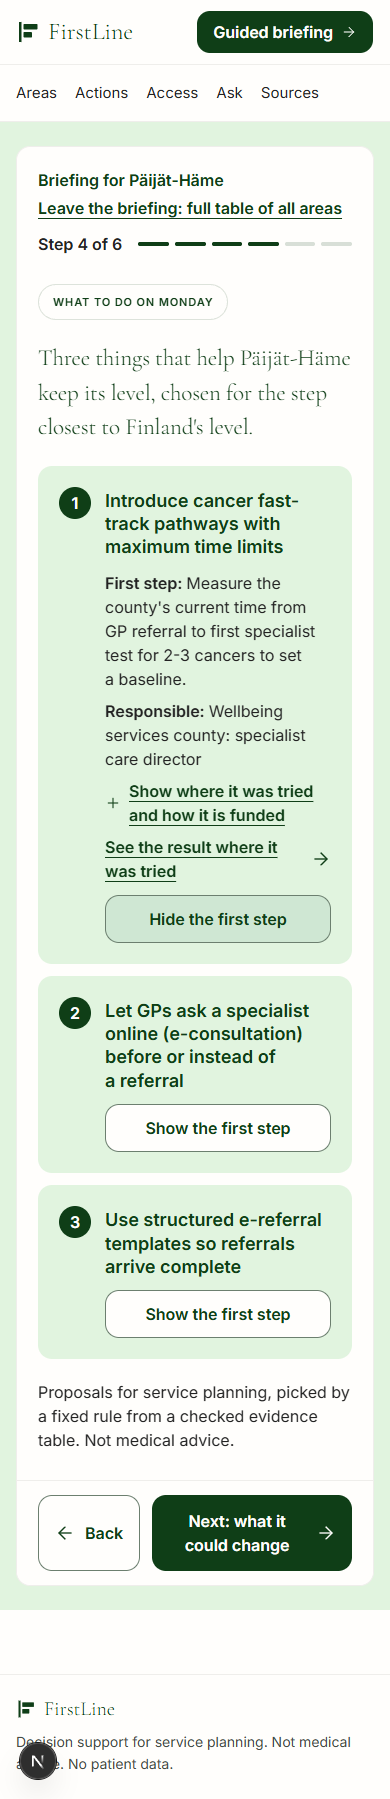 FirstLine
Guided briefing
Areas Actions Access Ask Sources
Briefing for Päijät-Häme
Leave the briefing: full table of all areas
Step 4 of 6
WHAT TO DO ON MONDAY
Three things that help Päijät-Häme
keep its level, chosen for the step
closest to Finland's level.
1
Introduce cancer fast-
track pathways with
maximum time limits
First step: Measure the
county's current time from
GP referral to first specialist
test for 2-3 cancers to set
a baseline.
Responsible: Wellbeing
services county: specialist
care director
Show where it was tried
and how it is funded
See the result where it
was tried
Hide the first step
2
Let GPs ask a specialist
online (e-consultation)
before or instead of
a referral
Show the first step
3
Use structured e-referral
templates so referrals
arrive complete
Show the first step
Proposals for service planning, picked by
a fixed rule from a checked evidence
table. Not medical advice.
Back
Next: what it
could change
FirstLine
Decision support for service planning. Not medical
No patient data.
N